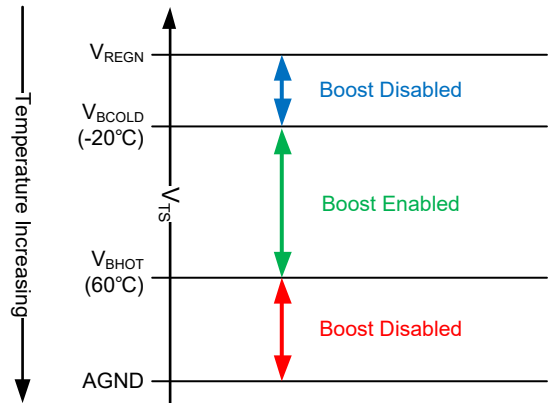 Temperature Increasing
VREGN
Boost Disabled
VBCOLD
(-20℃)
VTS
Boost Enabled
VBHOT
(60℃)
Boost Disabled
AGND